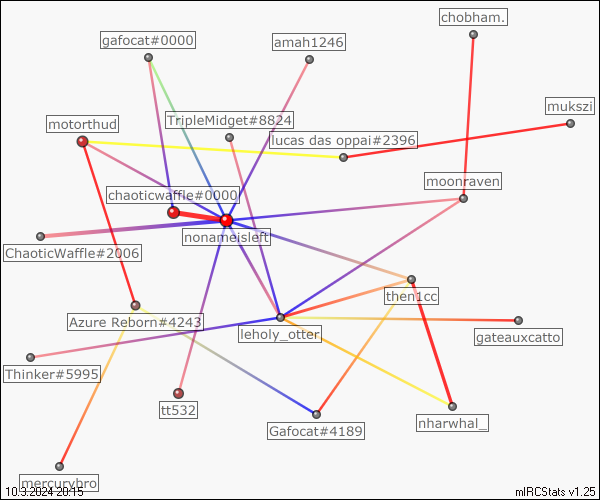 chobham.
gafocat#0000
amah1246
mukszi
TripleMidget#8824
motorthud
lucas das oppai#2396
moonraven
chaoticwaffle#0000
nonameisleft
ChaoticWaffle#2006
then1cc
Azure Reborn#4243
leholy_otter
gateauxcatto
Thinker#5995
tt532
nharwhal_
Gafocat#4189
mercurybro
10.3.2024 20:15
mIRCStats v1.25